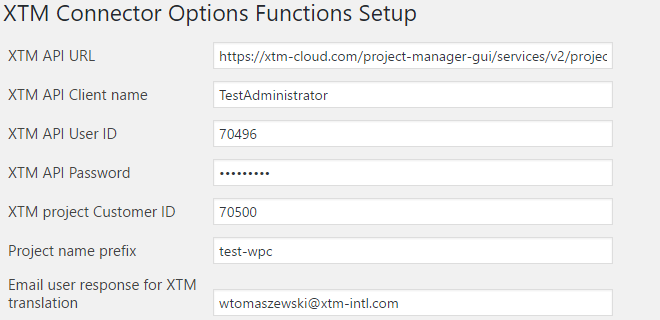 XTM Connector Options Functions Setup
XTM API URL https://xtm-cloud.com/project-manager-gui/services/v2/projec
XTM API Client name TestAdministrator
XTM API User ID 70496
XTM API Password •••••••••
XTM project Customer ID 70500
Project name prefix test-wpc
Email user response for XTM
translation wtomaszewski@xtm-intl.com